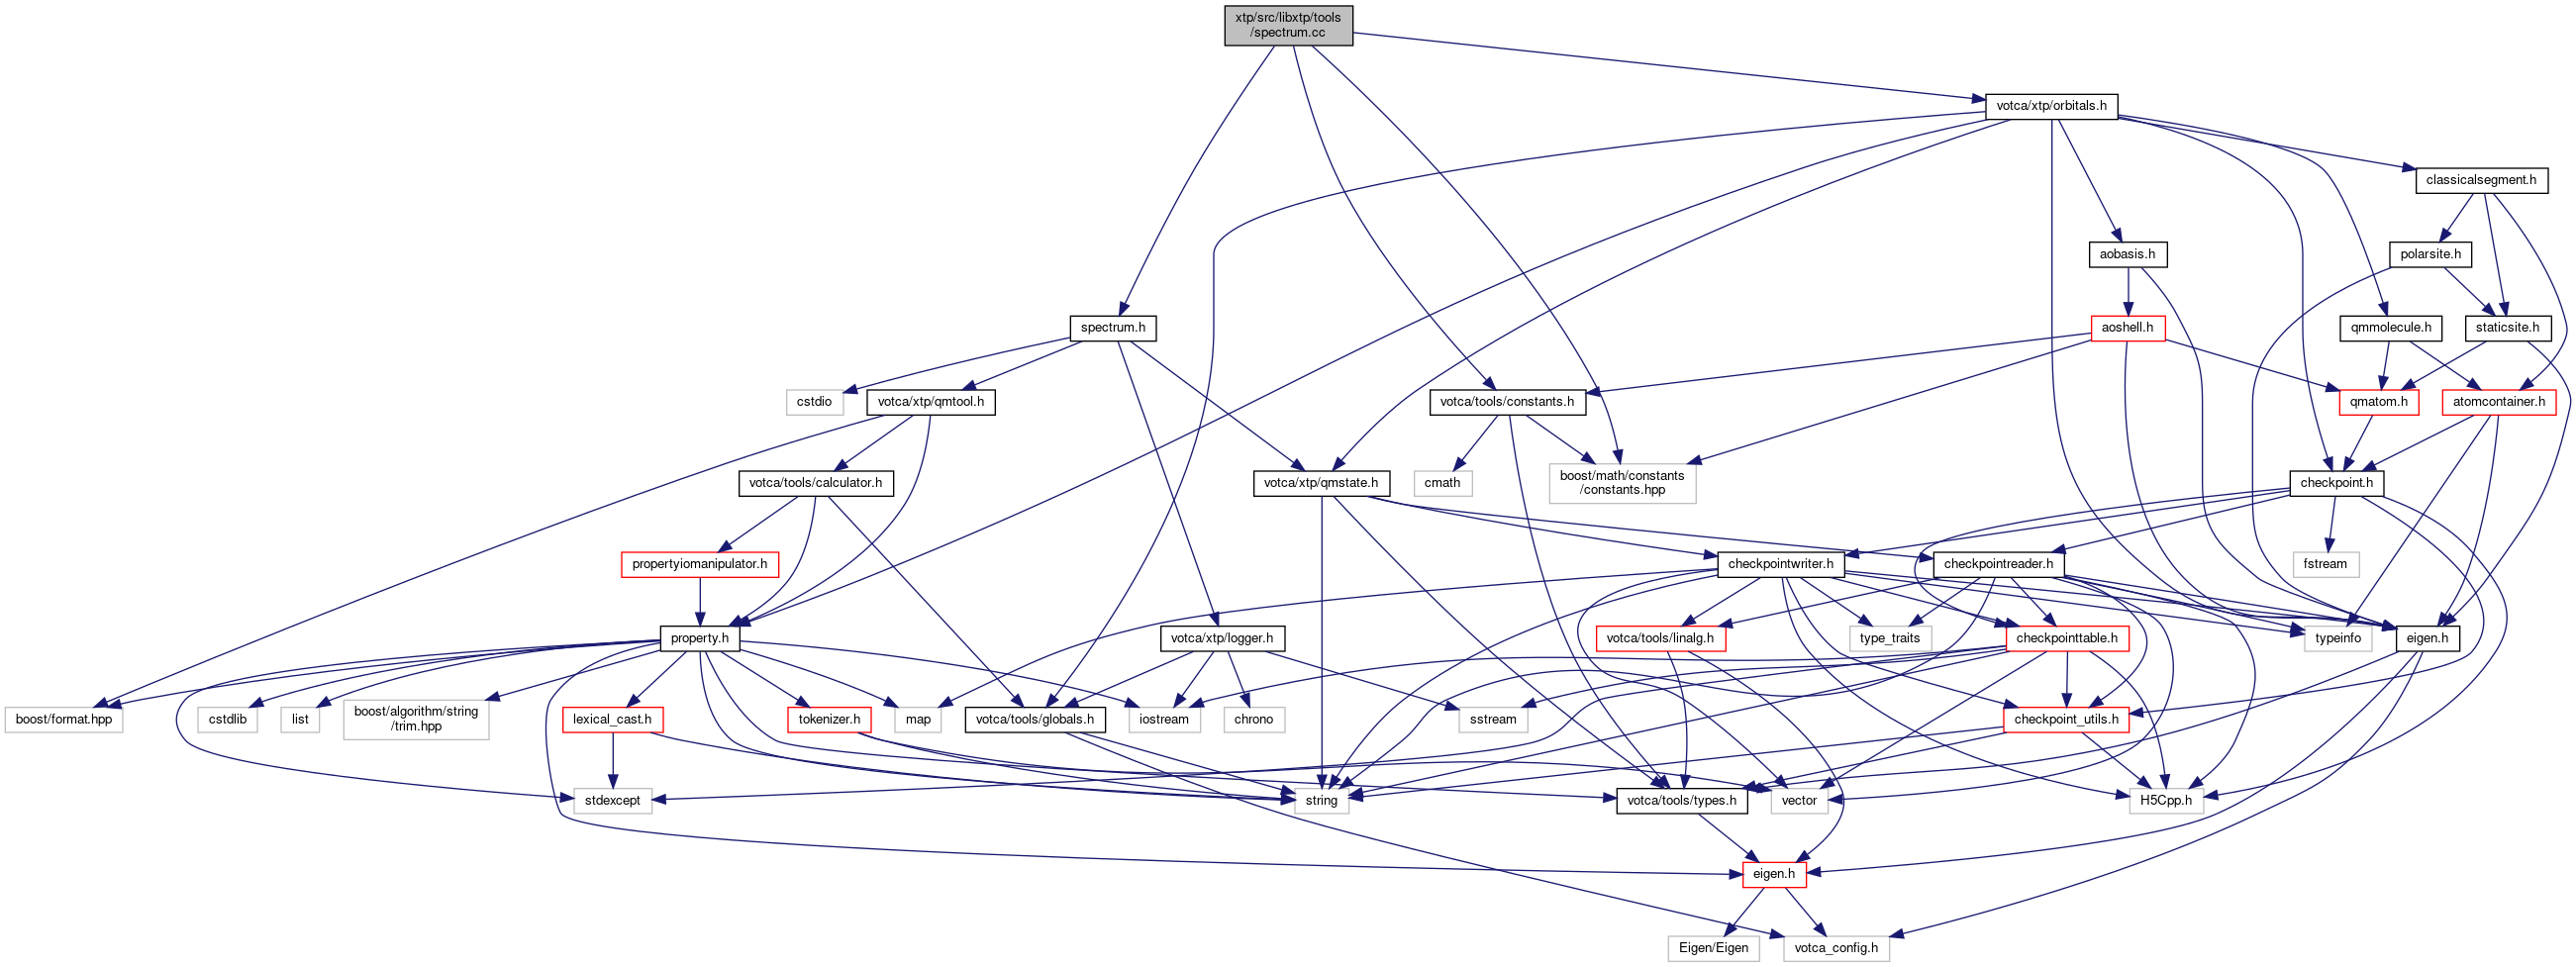 xtp/src/libxtp/tools
/spectrum.cc
votca/xtp/orbitals.h
classicalsegment.h
aobasis.h
polarsite.h
spectrum.h
aoshell.h
qmmolecule.h
staticsite.h
cstdio
votca/xtp/qmtool.h
votca/tools/constants.h
qmatom.h
atomcontainer.h
votca/tools/calculator.h
votca/xtp/qmstate.h
cmath
boost/math/constants
/constants.hpp
checkpoint.h
propertyiomanipulator.h
checkpointwriter.h
checkpointreader.h
fstream
property.h
votca/xtp/logger.h
votca/tools/linalg.h
type_traits
checkpointtable.h
typeinfo
eigen.h
boost/format.hpp
cstdlib
list
boost/algorithm/string
/trim.hpp
lexical_cast.h
tokenizer.h
map
votca/tools/globals.h
iostream
chrono
sstream
checkpoint_utils.h
stdexcept
string
votca/tools/types.h
vector
H5Cpp.h
eigen.h
Eigen/Eigen
votca_config.h